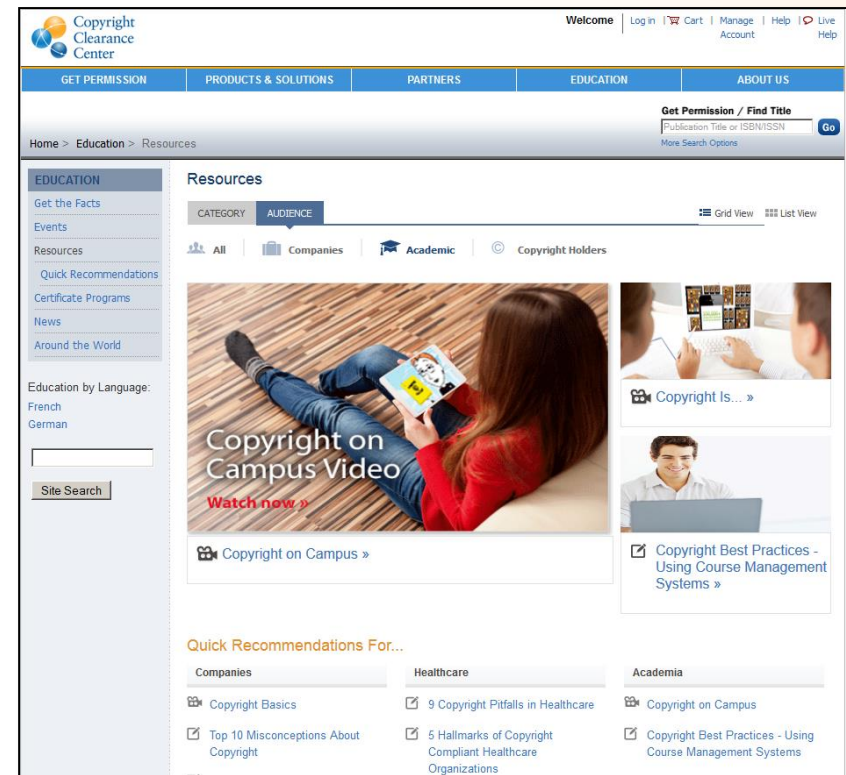 Copyright
Clearance
Center
Welcome | Log in | Cart | Manage Account | Help | Live Help
GET PERMISSION PRODUCTS & SOLUTIONS PARTNERS EDUCATION ABOUT US
Get Permission / Find Title
Publication Title or ISBN/ISSN Go
More Search Options
Home > Education > Resources
EDUCATION
Get the Facts
Events
Resources
Quick Recommendations
Certificate Programs
News
Around the World
Education by Language:
French
German
Site Search
Resources
CATEGORY AUDIENCE Grid View List View
All Companies Academic © Copyright Holders
Copyright on
Campus Video
Watch now »
Copyright on Campus »
Copyright Is... »
Copyright Best Practices -
Using Course Management
Systems »
Quick Recommendations For...
Companies
Copyright Basics
Top 10 Misconceptions About
Copyright
Healthcare
9 Copyright Pitfalls in Healthcare
5 Hallmarks of Copyright
Compliant Healthcare
Organizations
Academia
Copyright on Campus
Copyright Best Practices - Using
Course Management Systems